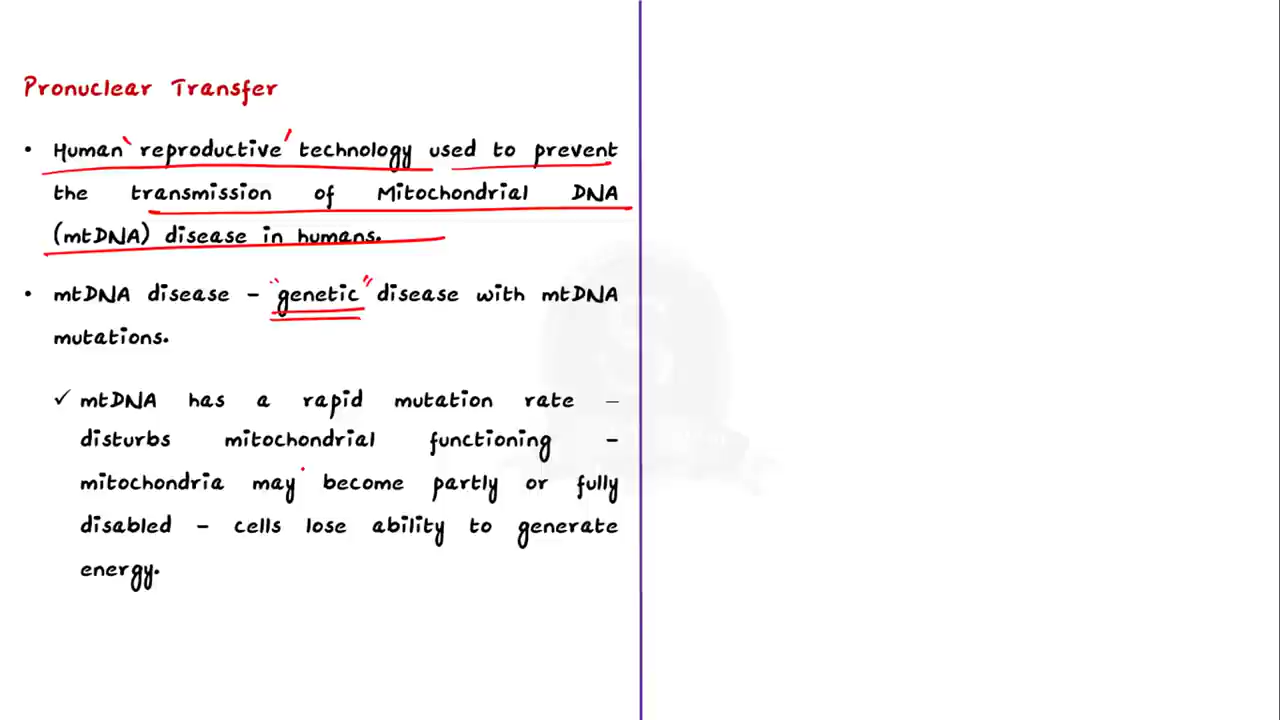 Pronuclear Transfer
• Human ‵reproductive′ technology used to prevent
the transmission of Mitochondrial DNA
(mtDNA) disease in humans.
• mtDNA disease – "genetic" disease with mtDNA
mutations.
✓ mtDNA has a rapid mutation rate –
disturbs mitochondrial functioning –
mitochondria may become partly or fully
disabled – cells lose ability to generate
energy.